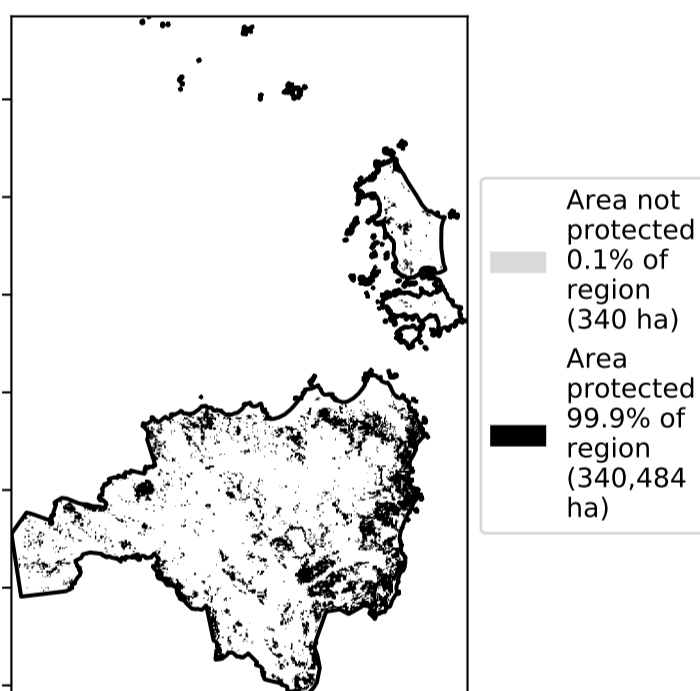 Area not
protected
0.1% of
region
(340 ha)
Area
protected
99.9% of
region
(340,484
ha)